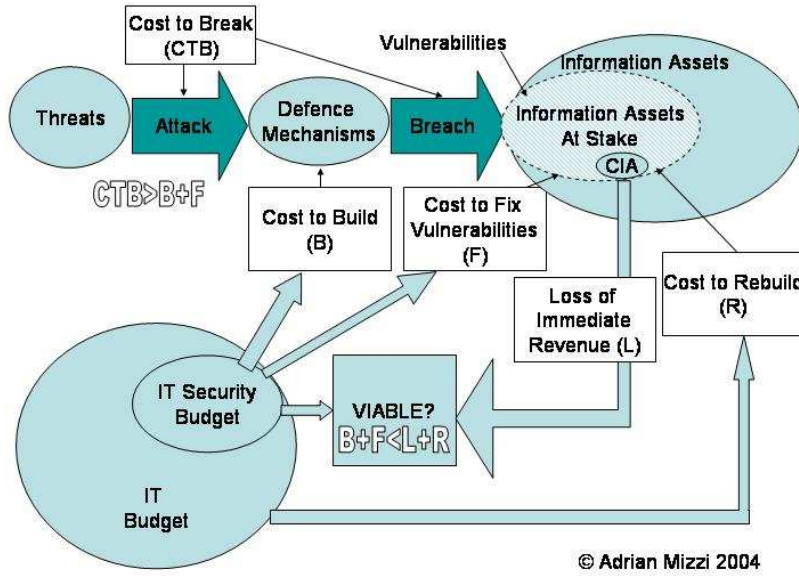 Cost to Break
(CTB)
Vulnerabilities
Information Assets
Threats
Attack
Defence
Mechanisms
Breach
Information Assets
At Stake
CIA
CTB>B+F
Cost to Build
(B)
Cost to Fix
Vulnerabilities
(F)
Loss of
Immediate
Revenue (L)
Cost to Rebuild
(R)
IT Security
Budget
VIABLE?
B+F<L+R
IT
Budget
© Adrian Mizzi 2004